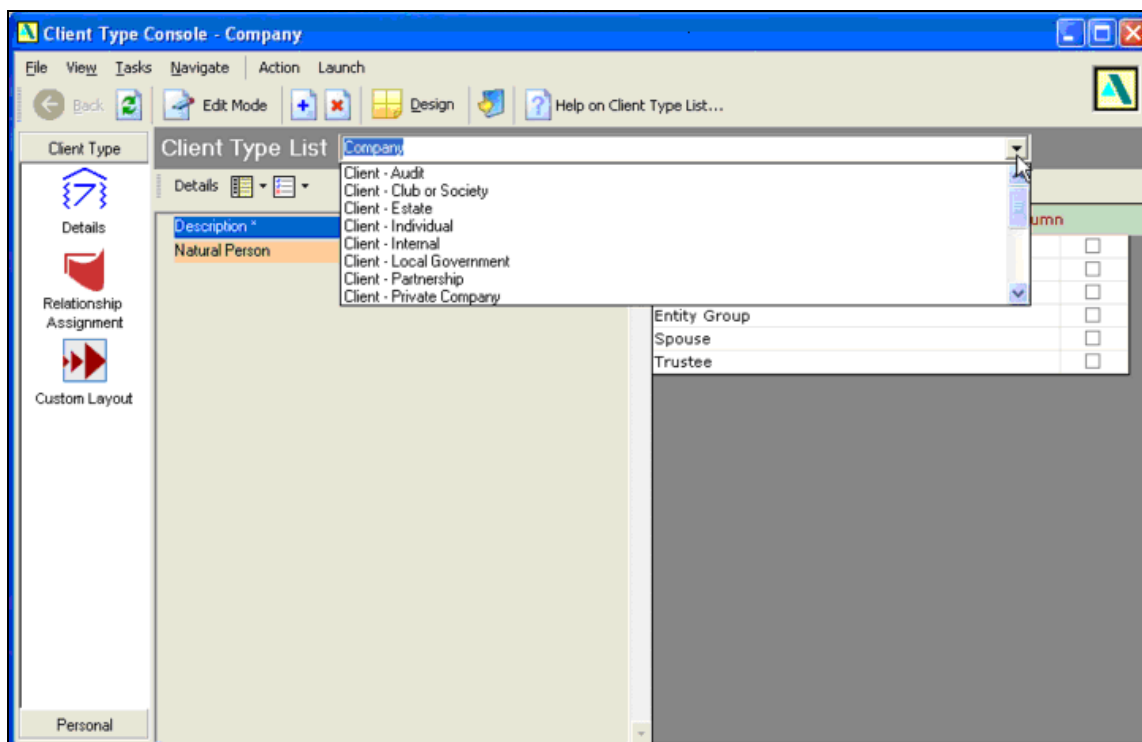 Client Type Console - Company
File View Tasks Navigate Action Launch
Back Edit Mode Design Help on Client Type List...
Client Type
Client Type List Company
Details
Client - Audit
Client - Club or Society
Client - Estate
Client - Individual
Client - Internal
Client - Local Government
Client - Partnership
Client - Private Company
Details
Description *
Natural Person
Relationship
Assignment
Custom Layout
umn
Entity Group
Spouse
Trustee
Personal